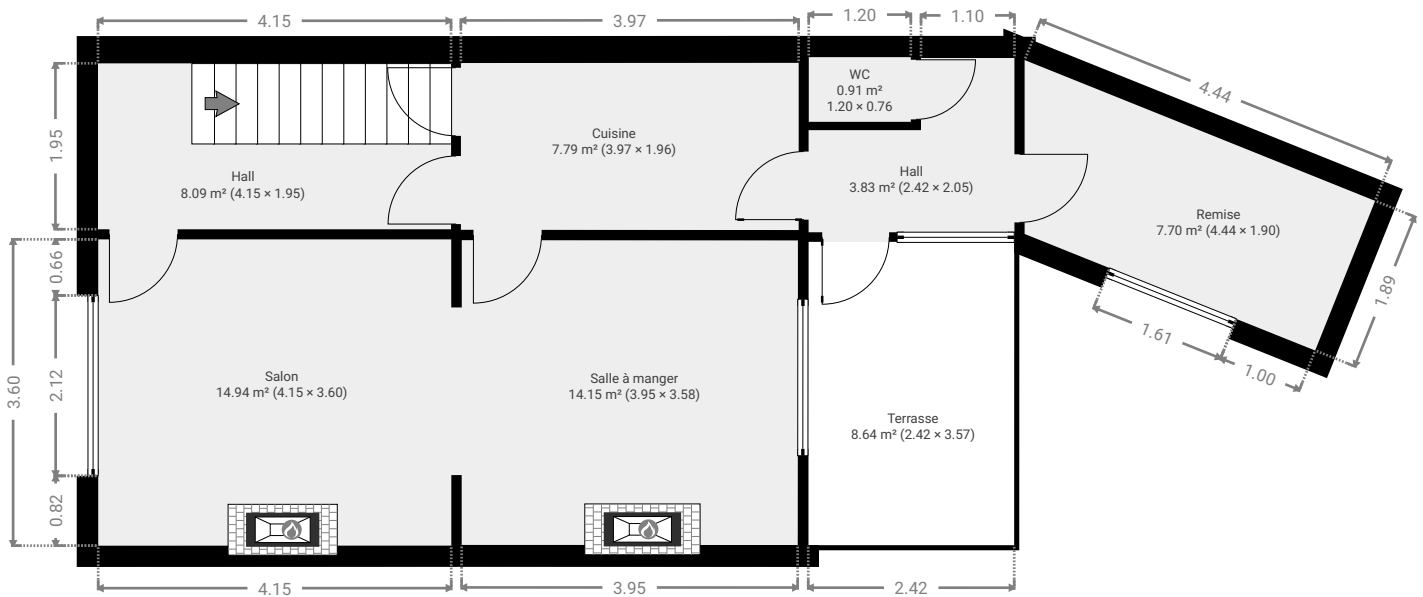 4.15
3.97
1.20
1.10
4.44
WC
0.91 m²
1.20 × 0.76
1.95
Cuisine
7.79 m² (3.97 × 1.96)
Hall
8.09 m² (4.15 × 1.95)
Hall
3.83 m² (2.42 × 2.05)
Remise
7.70 m² (4.44 × 1.90)
0.66
1.89
1.61
1.00
3.60
2.12
Salon
14.94 m² (4.15 × 3.60)
Salle à manger
14.15 m² (3.95 × 3.58)
Terrasse
8.64 m² (2.42 × 3.57)
0.82
4.15
3.95
2.42